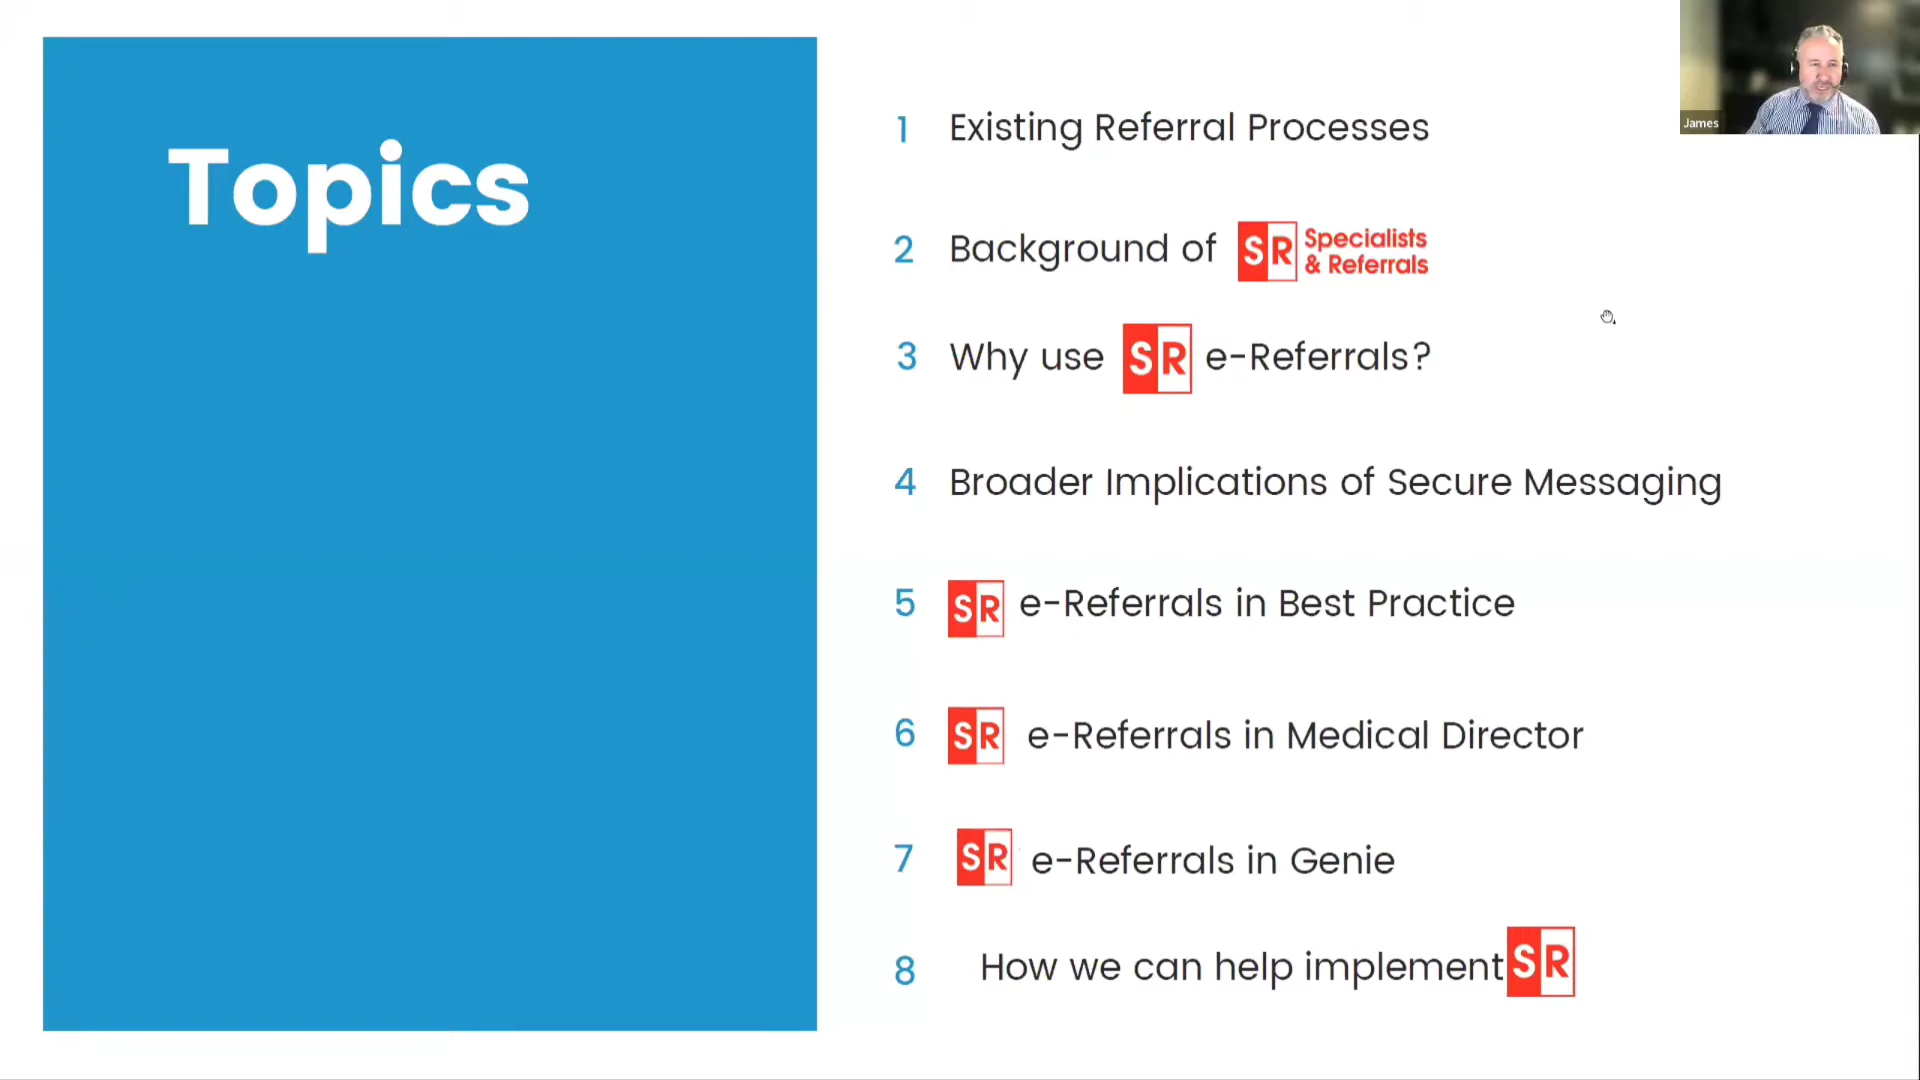 Topics
1 Existing Referral Processes
2 Background of SR Specialists
& Referrals
3 Why use SR e-Referrals?
4 Broader Implications of Secure Messaging
5 SR e-Referrals in Best Practice
6 SR e-Referrals in Medical Director
7 SR e-Referrals in Genie
8 How we can help implement SR
James